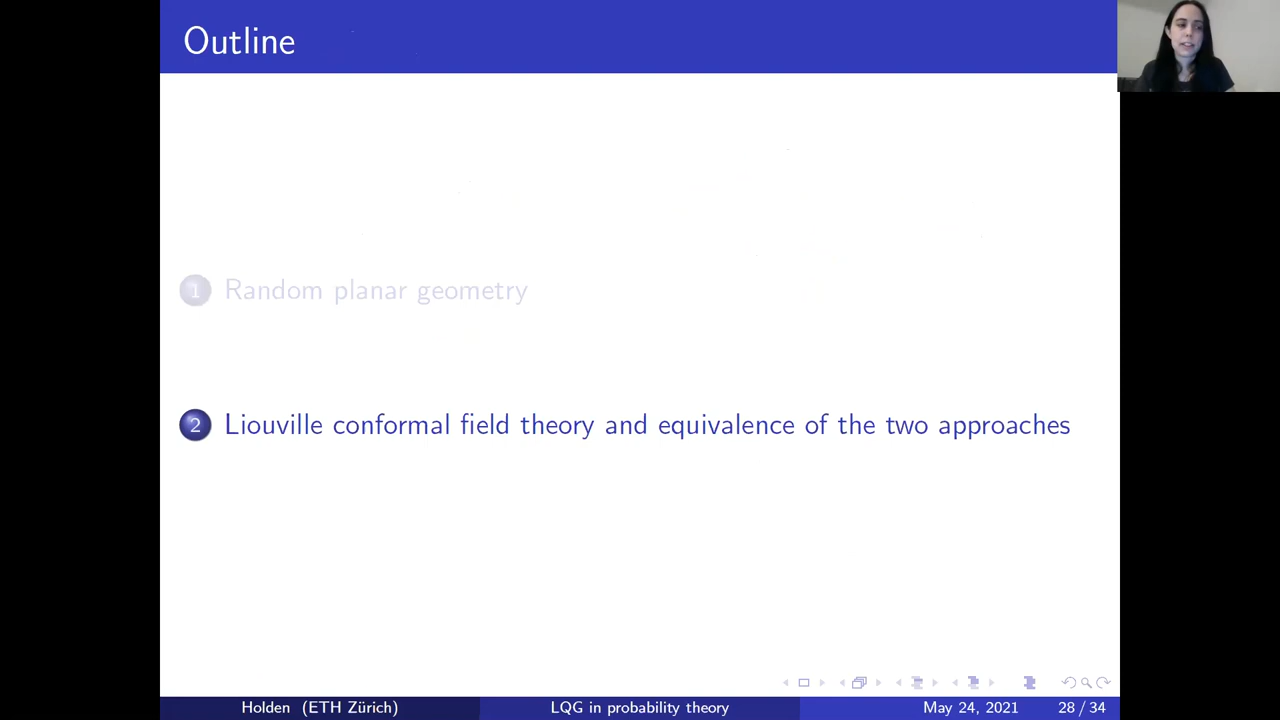 Outline
1 Random planar geometry
2 Liouville conformal field theory and equivalence of the two approaches
Holden (ETH Zürich) LQG in probability theory May 24, 2021 28 / 34